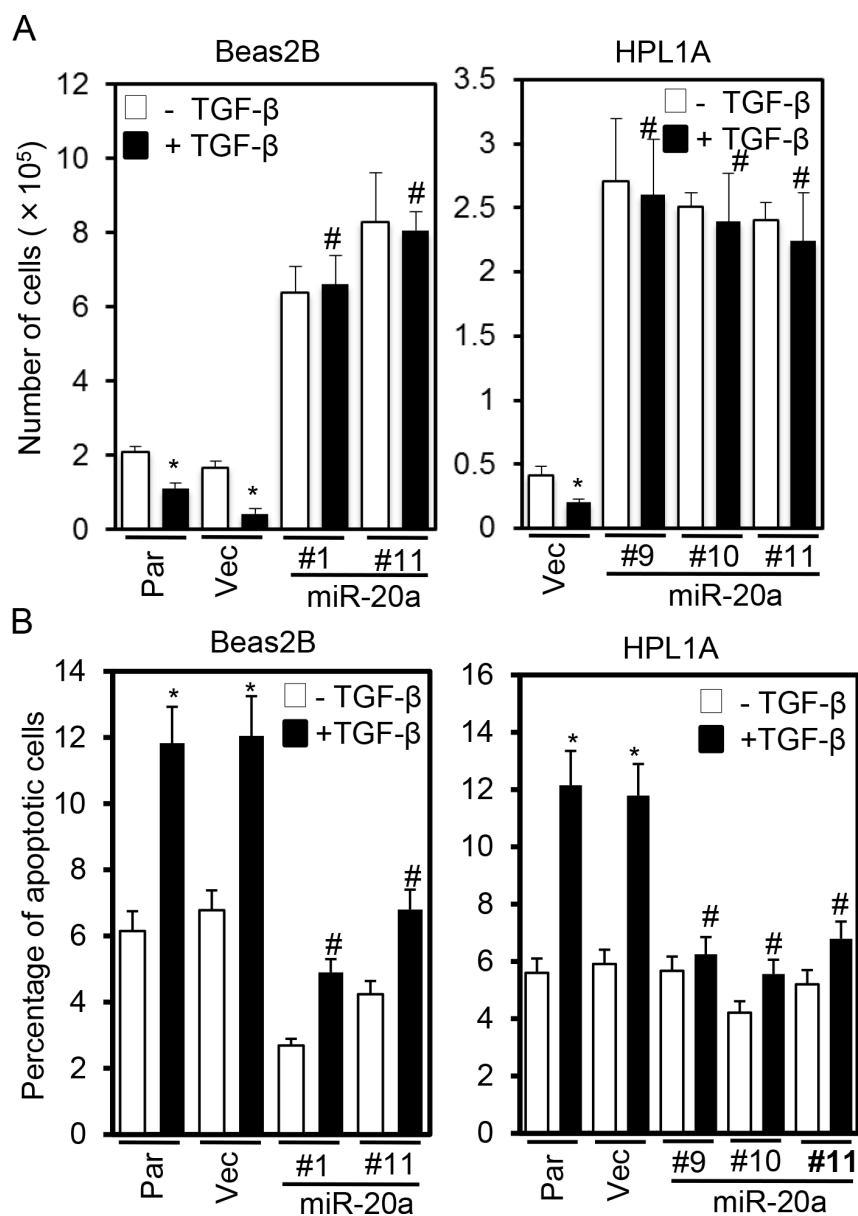 A
Beas2B
Number of cells ( × 10⁵)
12
10
8
6
4
2
0
- TGF-β
+ TGF-β
#
#
*
*
Par
Vec
#1
#11
miR-20a
HPL1A
3.5
3
2.5
2
1.5
1
0.5
0
- TGF-β
+ TGF-β
#
#
#
*
Vec
#9
#10
#11
miR-20a
B
Beas2B
Percentage of apoptotic cells
14
12
10
8
6
4
2
0
- TGF-β
+TGF-β
*
*
#
#
Par
Vec
#1
#11
miR-20a
HPL1A
16
14
12
10
8
6
4
2
0
- TGF-β
+TGF-β
*
*
#
#
#
Par
Vec
#9
#10
#11
miR-20a